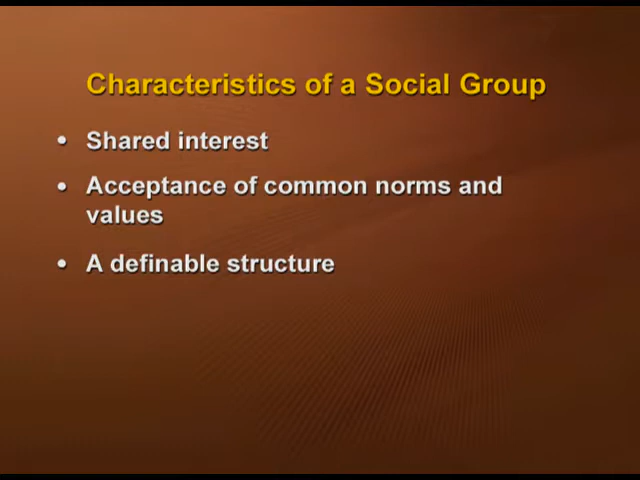 Characteristics of a Social Group
• Shared interest
• Acceptance of common norms and
values
• A definable structure